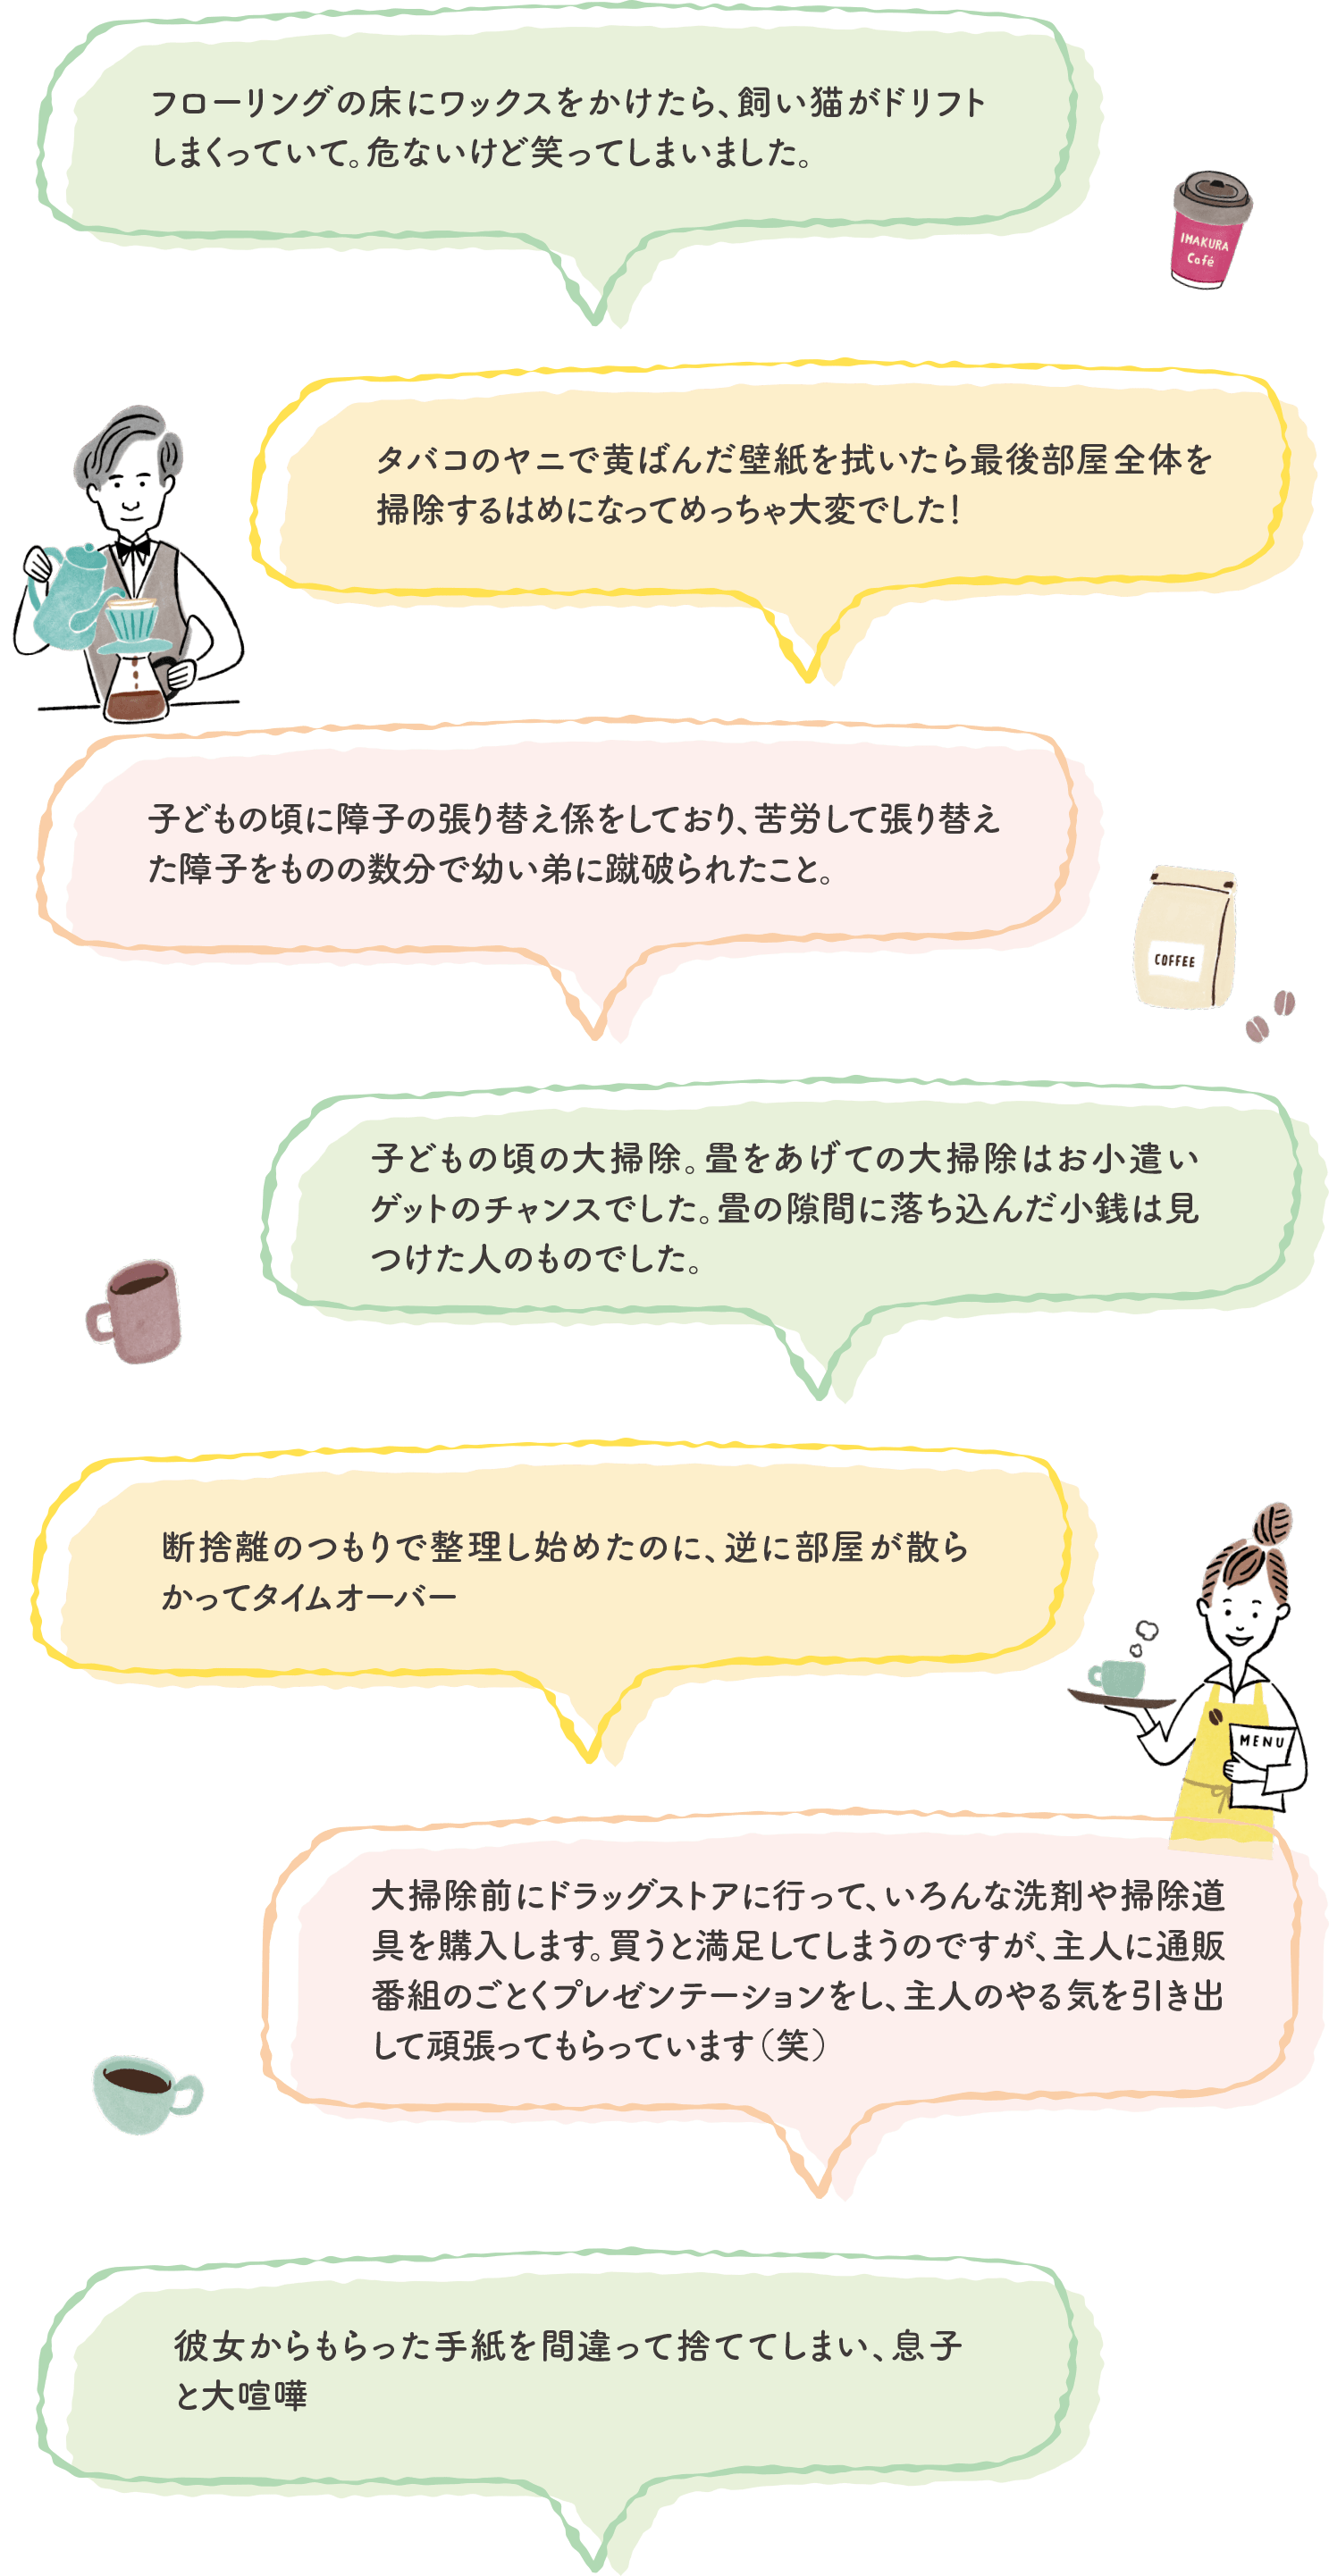 フローリングの床にワックスをかけたら、飼い猫がドリフト
しまくっていて。危ないけど笑ってしまいました。
IMAKURA
Café
タバコのヤニで黄ばんだ壁紙を拭いたら最後部屋全体を
掃除するはめになってめっちゃ大変でした！
子どもの頃に障子の張り替え係をしており、苦労して張り替え
た障子をものの数分で幼い弟に蹴破られたこと。
COFFEE
子どもの頃の大掃除。畳をあげての大掃除はお小遣い
ゲットのチャンスでした。畳の隙間に落ち込んだ小銭は見
つけた人のものでした。
断捨離のつもりで整理し始めたのに、逆に部屋が散ら
かってタイムオーバー
MENU
大掃除前にドラッグストアに行って、いろんな洗剤や掃除道
具を購入します。買うと満足してしまうのですが、主人に通販
番組のごとくプレゼンテーションをし、主人のやる気を引き出
して頑張ってもらっています（笑）
彼女からもらった手紙を間違って捨ててしまい、息子
と大喧嘩